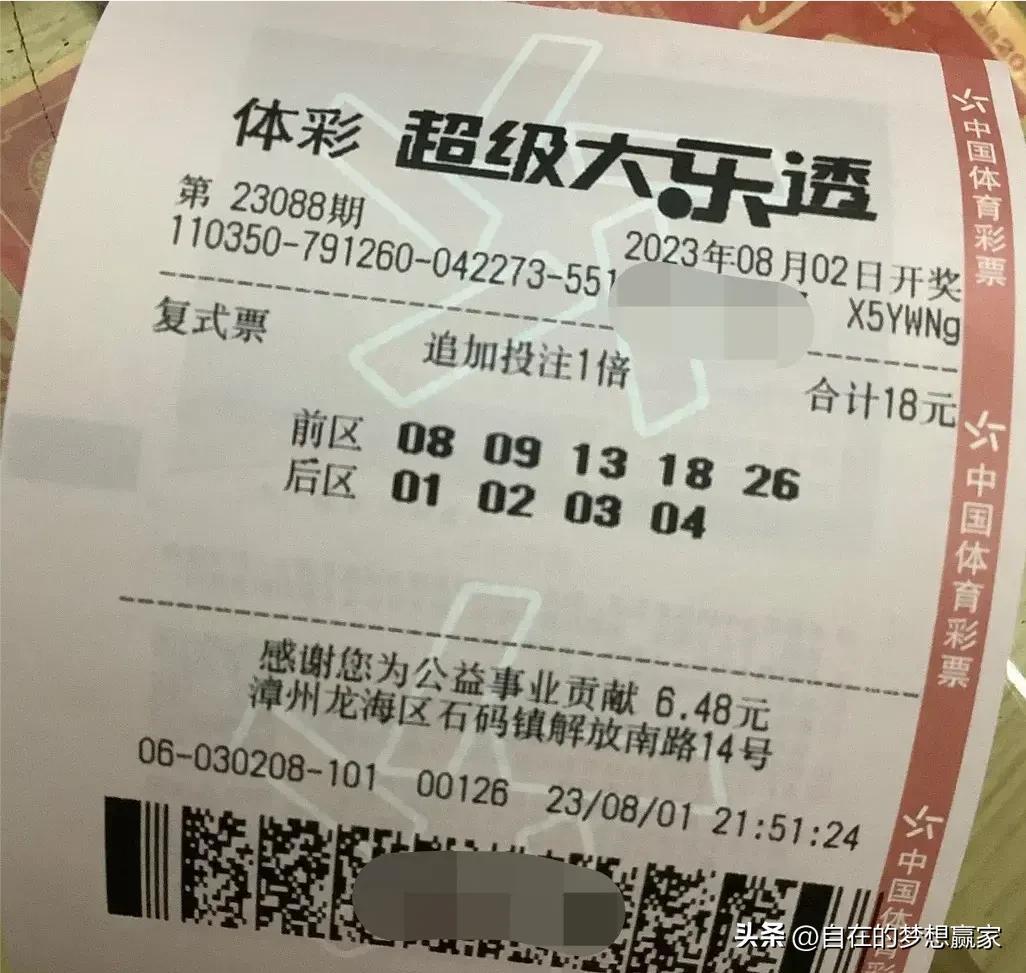 体彩 超级大乐透
第 23088期
2023年08月02日开奖
110350-791260-042273-551
X5YWNg
复式票
追加投注1倍
合计18元
前区 08 09 13 18 26
后区 01 02 03 04
感谢您为公益事业贡献 6.48元
漳州龙海区石码镇解放南路14号
06-030208-101 00126 23/08/01 21:51:24
中国体育彩票
中国体育彩票
中国体
头条 @自在的梦想赢家